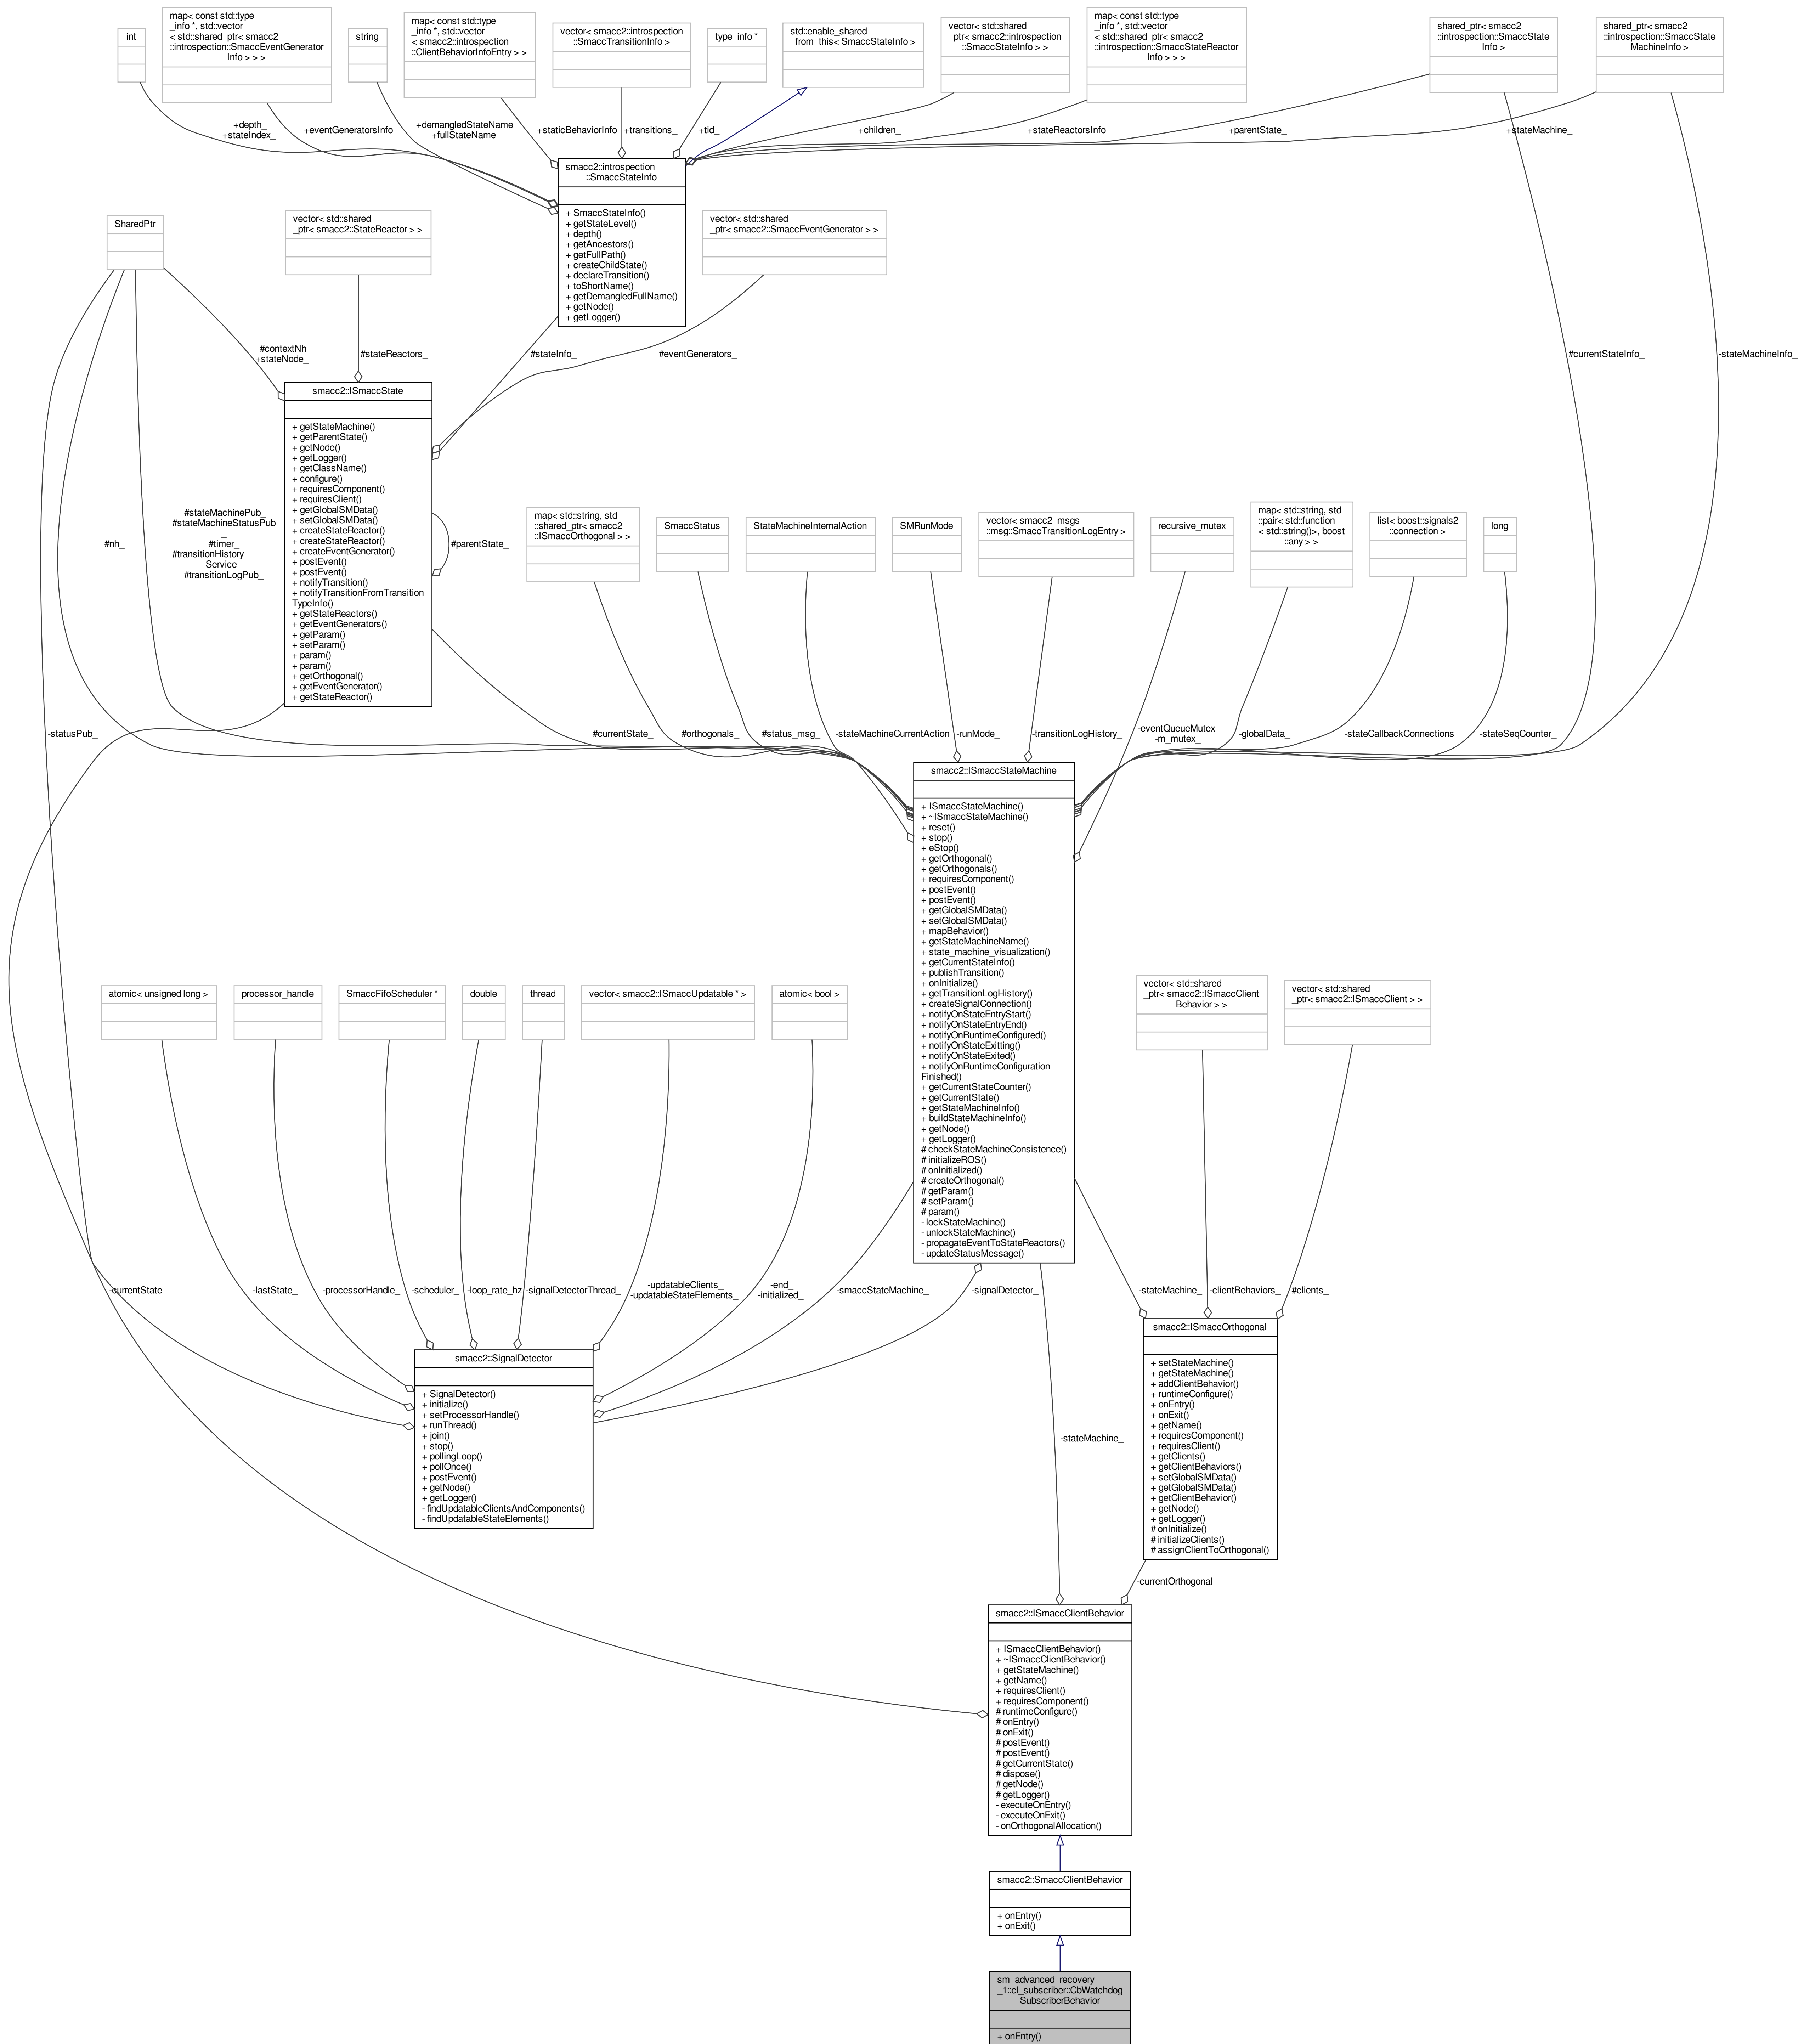 int
map< const std::type
_info *, std::vector
< std::shared_ptr< smacc2
::introspection::SmaccEventGenerator
Info > > >
string
map< const std::type
_info *, std::vector
< smacc2::introspection
::ClientBehaviorInfoEntry > >
vector< smacc2::introspection
::SmaccTransitionInfo >
type_info *
std::enable_shared
_from_this< SmaccStateInfo >
vector< std::shared
_ptr< smacc2::introspection
::SmaccStateInfo > >
map< const std::type
_info *, std::vector
< std::shared_ptr< smacc2
::introspection::SmaccStateReactor
Info > > >
shared_ptr< smacc2
::introspection::SmaccState
Info >
shared_ptr< smacc2
::introspection::SmaccState
MachineInfo >
+depth_
+stateIndex_
+eventGeneratorsInfo
+demangledStateName
+fullStateName
+staticBehaviorInfo
+transitions_
+tid_
+children_
+stateReactorsInfo
+parentState_
+stateMachine_
smacc2::introspection
::SmaccStateInfo
+ SmaccStateInfo()
+ getStateLevel()
+ depth()
+ getAncestors()
+ getFullPath()
+ createChildState()
+ declareTransition()
+ toShortName()
+ getDemangledFullName()
+ getNode()
+ getLogger()
SharedPtr
vector< std::shared
_ptr< smacc2::StateReactor > >
vector< std::shared
_ptr< smacc2::SmaccEventGenerator > >
#contextNh
+stateNode_
#stateReactors_
#stateInfo_
#eventGenerators_
#currentStateInfo_
-stateMachineInfo_
smacc2::ISmaccState
+ getStateMachine()
+ getParentState()
+ getNode()
+ getLogger()
+ getClassName()
+ configure()
+ requiresComponent()
+ requiresClient()
+ getGlobalSMData()
+ setGlobalSMData()
+ createStateReactor()
+ createStateReactor()
+ createEventGenerator()
+ postEvent()
+ postEvent()
+ notifyTransition()
+ notifyTransitionFromTransition
TypeInfo()
+ getStateReactors()
+ getEventGenerators()
+ getParam()
+ setParam()
+ param()
+ param()
+ getOrthogonal()
+ getEventGenerator()
+ getStateReactor()
#parentState_
#nh_
#stateMachinePub_
#stateMachineStatusPub
_
#timer_
#transitionHistory
Service_
#transitionLogPub_
map< std::string, std
::shared_ptr< smacc2
::ISmaccOrthogonal > >
SmaccStatus
StateMachineInternalAction
SMRunMode
vector< smacc2_msgs
::msg::SmaccTransitionLogEntry >
recursive_mutex
map< std::string, std
::pair< std::function
< std::string()>, boost
::any > >
list< boost::signals2
::connection >
long
-statusPub_
#currentState_
#orthogonals_
#status_msg_
-stateMachineCurrentAction
-runMode_
-transitionLogHistory_
-eventQueueMutex_
-m_mutex_
-globalData_
-stateCallbackConnections
-stateSeqCounter_
smacc2::ISmaccStateMachine
+ ISmaccStateMachine()
+ ~ISmaccStateMachine()
+ reset()
+ stop()
+ eStop()
+ getOrthogonal()
+ getOrthogonals()
+ requiresComponent()
+ postEvent()
+ postEvent()
+ getGlobalSMData()
+ setGlobalSMData()
+ mapBehavior()
+ getStateMachineName()
+ state_machine_visualization()
+ getCurrentStateInfo()
+ publishTransition()
+ onInitialize()
+ getTransitionLogHistory()
+ createSignalConnection()
+ notifyOnStateEntryStart()
+ notifyOnStateEntryEnd()
+ notifyOnRuntimeConfigured()
+ notifyOnStateExitting()
+ notifyOnStateExited()
+ notifyOnRuntimeConfiguration
Finished()
+ getCurrentStateCounter()
+ getCurrentState()
+ getStateMachineInfo()
+ buildStateMachineInfo()
+ getNode()
+ getLogger()
# checkStateMachineConsistence()
# initializeROS()
# onInitialized()
# createOrthogonal()
# getParam()
# setParam()
# param()
- lockStateMachine()
- unlockStateMachine()
- propagateEventToStateReactors()
- updateStatusMessage()
atomic< unsigned long >
processor_handle
SmaccFifoScheduler *
double
thread
vector< smacc2::ISmaccUpdatable * >
atomic< bool >
vector< std::shared
_ptr< smacc2::ISmaccClient
Behavior > >
vector< std::shared
_ptr< smacc2::ISmaccClient > >
-currentState
-lastState_
-processorHandle_
-scheduler_
-loop_rate_hz
-signalDetectorThread_
-updatableClients_
-updatableStateElements_
-end_
-initialized_
-smaccStateMachine_
-signalDetector_
-stateMachine_
-clientBehaviors_
#clients_
smacc2::SignalDetector
+ SignalDetector()
+ initialize()
+ setProcessorHandle()
+ runThread()
+ join()
+ stop()
+ pollingLoop()
+ pollOnce()
+ postEvent()
+ getNode()
+ getLogger()
- findUpdatableClientsAndComponents()
- findUpdatableStateElements()
smacc2::ISmaccOrthogonal
+ setStateMachine()
+ getStateMachine()
+ addClientBehavior()
+ runtimeConfigure()
+ onEntry()
+ onExit()
+ getName()
+ requiresComponent()
+ requiresClient()
+ getClients()
+ getClientBehaviors()
+ setGlobalSMData()
+ getGlobalSMData()
+ getClientBehavior()
+ getNode()
+ getLogger()
# onInitialize()
# initializeClients()
# assignClientToOrthogonal()
-stateMachine_
-currentOrthogonal
smacc2::ISmaccClientBehavior
+ ISmaccClientBehavior()
+ ~ISmaccClientBehavior()
+ getStateMachine()
+ getName()
+ requiresClient()
+ requiresComponent()
# runtimeConfigure()
# onEntry()
# onExit()
# postEvent()
# postEvent()
# getCurrentState()
# dispose()
# getNode()
# getLogger()
- executeOnEntry()
- executeOnExit()
- onOrthogonalAllocation()
smacc2::SmaccClientBehavior
+ onEntry()
+ onExit()
sm_advanced_recovery
_1::cl_subscriber::CbWatchdog
SubscriberBehavior
+ onEntry()